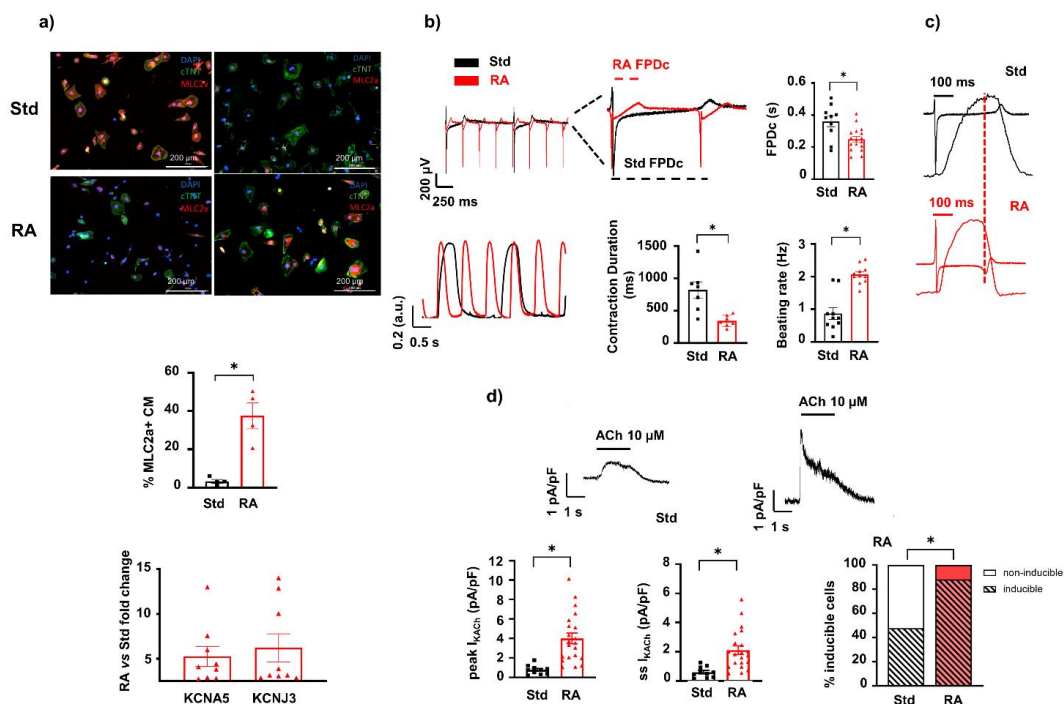 a)
Std
DAPI
cTNT
MLC2v
200 µm
DAPI
cTNT
MLC2a
200 µm
RA
DAPI
cTNT
MLC2v
200 µm
DAPI
cTNT
MLC2a
200 µm
% MLC2a+ CM
60
40
20
0
*
Std RA
RA vs Std fold change
15
10
5
KCNA5 KCNJ3
b)
Std
RA
RA FPDc
Std FPDc
200 µV
250 ms
FPDc (s)
0.6
0.4
0.2
0
*
Std RA
0.2 (a.u.)
0.5 s
Contraction Duration
(ms)
1500
1000
500
0
*
Std RA
Beating rate (Hz)
3
2
1
0
*
Std RA
c)
Std
100 ms
RA
100 ms
d)
ACh 10 µM
1 pA/pF
1 s
Std
ACh 10 µM
1 pA/pF
1 s
RA
peak IKACh (pA/pF)
12
10
8
6
4
2
0
*
Std RA
ss IKACh (pA/pF)
8
6
4
2
0
*
Std RA
% inducible cells
100
80
60
40
20
0
*
Std RA
non-inducible
inducible